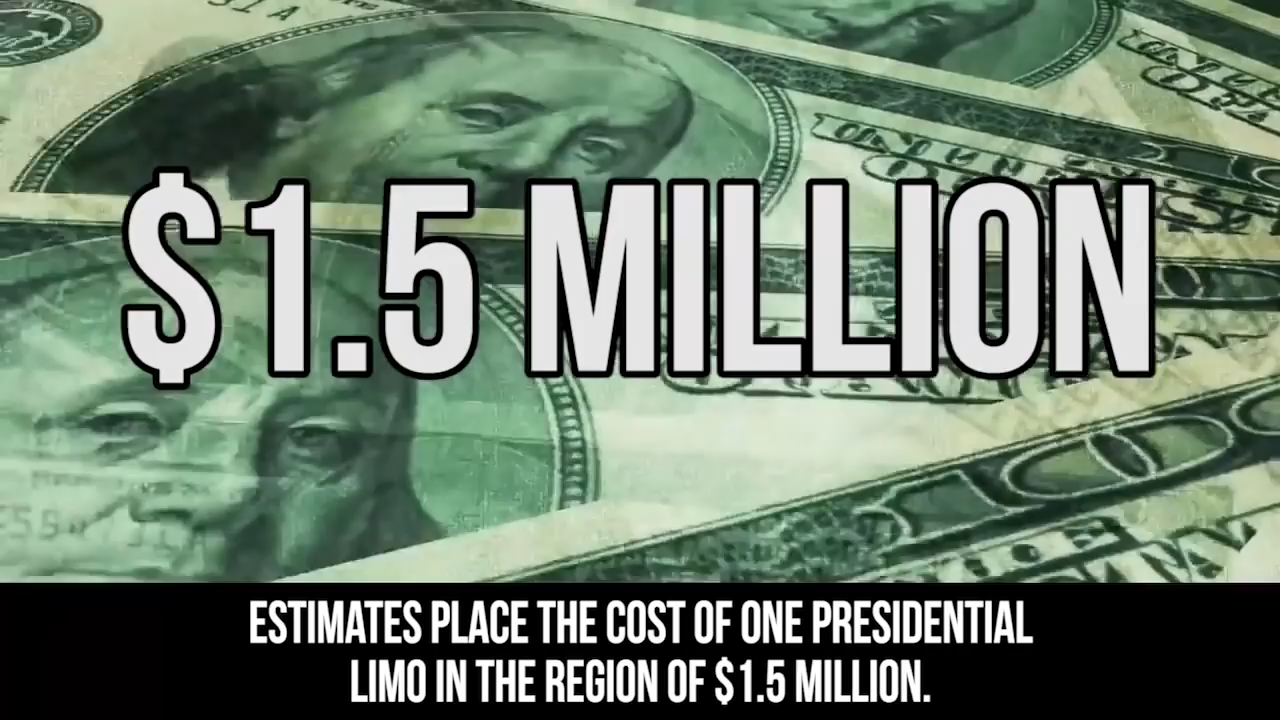 $1.5 MILLION
ESTIMATES PLACE THE COST OF ONE PRESIDENTIAL
LIMO IN THE REGION OF $1.5 MILLION.